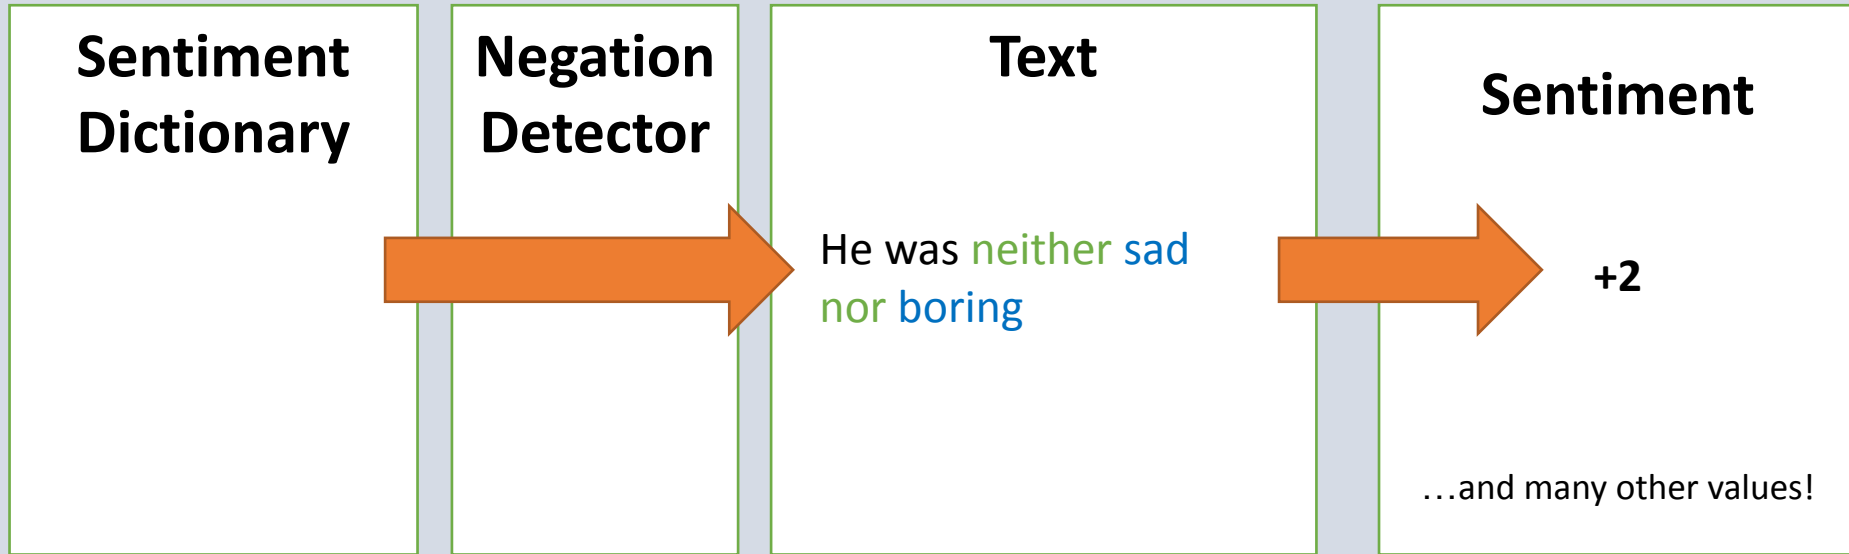 Sentiment
Dictionary
Negation
Detector
Text
He was neither sad
nor boring
Sentiment
+2
…and many other values!